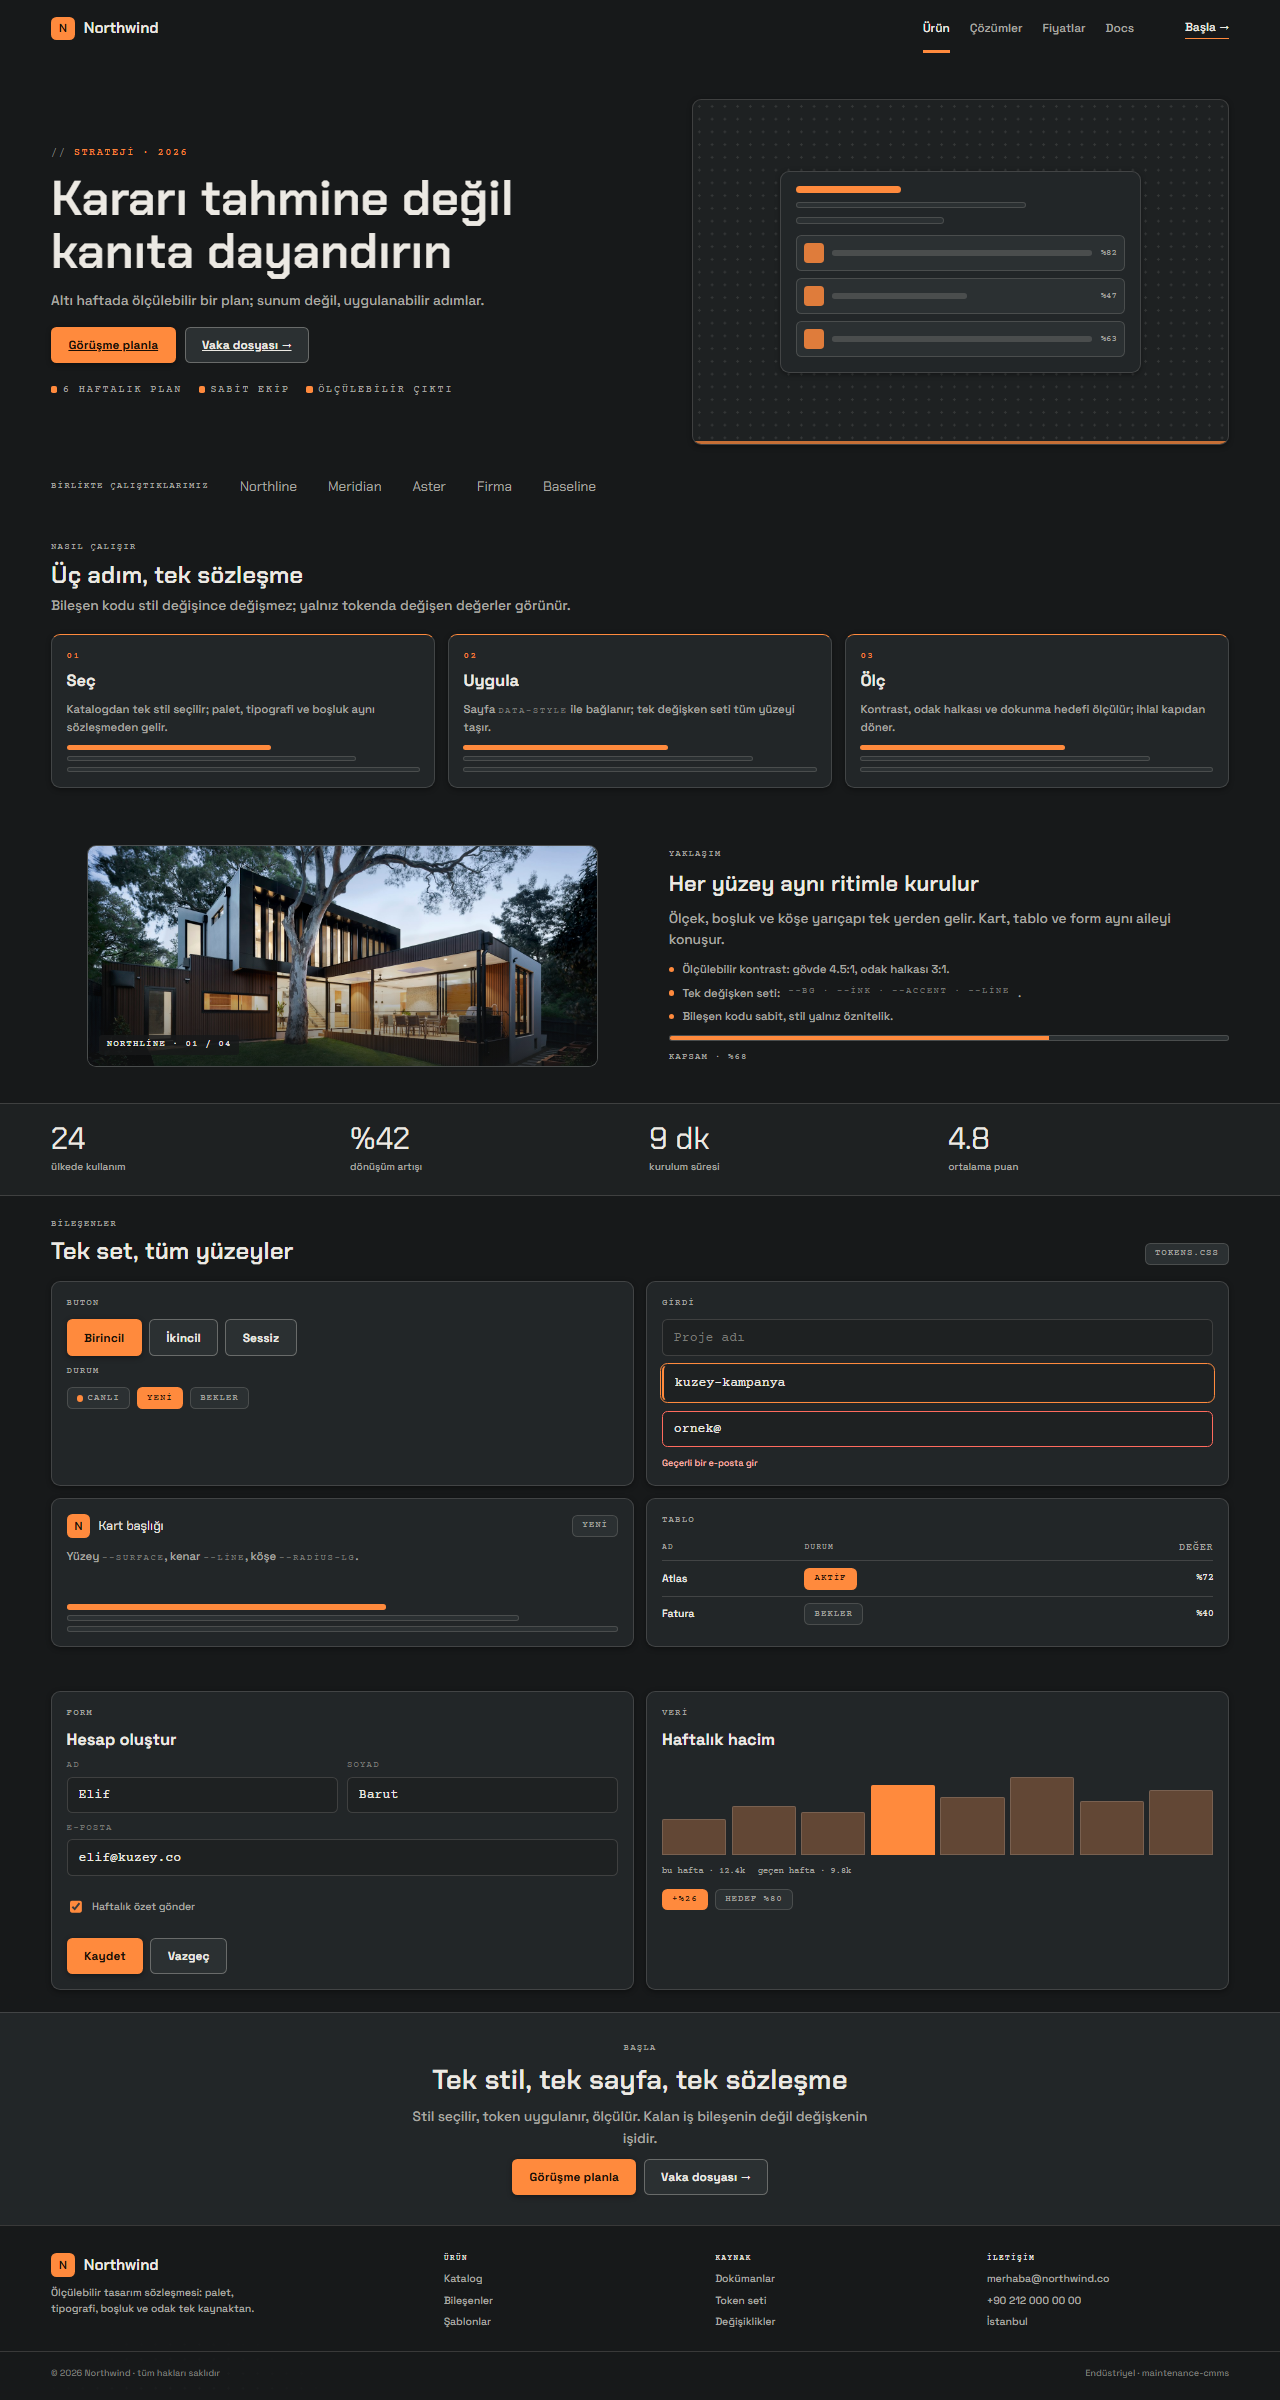 N Northwind
Ürün Çözümler Fiyatlar Docs Başla →
// STRATEJİ · 2026
Kararı tahmine değil
kanıta dayandırın
Altı haftada ölçülebilir bir plan; sunum değil, uygulanabilir adımlar.
Görüşme planla Vaka dosyası →
6 HAFTALIK PLAN SABİT EKİP ÖLÇÜLEBİLİR ÇIKTI
%82
%47
%63
BİRLİKTE ÇALIŞTIKLARIMIZ Northline Meridian Aster Firma Baseline
NASIL ÇALIŞIR
Üç adım, tek sözleşme
Bileşen kodu stil değişince değişmez; yalnız tokenda değişen değerler görünür.
01
Seç
Katalogdan tek stil seçilir; palet, tipografi ve boşluk aynı
sözleşmeden gelir.
02
Uygula
Sayfa DATA-STYLE ile bağlanır; tek değişken seti tüm yüzeyi
taşır.
03
Ölç
Kontrast, odak halkası ve dokunma hedefi ölçülür; ihlal kapıdan
döner.
NORTHLİNE · 01 / 04
YAKLAŞIM
Her yüzey aynı ritimle kurulur
Ölçek, boşluk ve köşe yarıçapı tek yerden gelir. Kart, tablo ve form aynı aileyi
konuşur.
Ölçülebilir kontrast: gövde 4.5:1, odak halkası 3:1.
Tek değişken seti: --BG · --İNK · --ACCENT · --LİNE .
Bileşen kodu sabit, stil yalnız öznitelik.
KAPSAM · %68
24
ülkede kullanım
%42
dönüşüm artışı
9 dk
kurulum süresi
4.8
ortalama puan
BİLEŞENLER
Tek set, tüm yüzeyler
TOKENS.CSS
BUTON
Birincil İkincil Sessiz
DURUM
CANLI YENİ BEKLER
GİRDİ
Proje adı
kuzey-kampanya
ornek@
Geçerli bir e-posta gir
N Kart başlığı YENİ
Yüzey --SURFACE, kenar --LİNE, köşe --RADİUS-LG.
TABLO
AD DURUM DEĞER
Atlas AKTİF %72
Fatura BEKLER %40
FORM
Hesap oluştur
AD SOYAD
Elif Barut
E-POSTA
elif@kuzey.co
Haftalık özet gönder
Kaydet Vazgeç
VERİ
Haftalık hacim
bu hafta · 12.4k geçen hafta · 9.8k
+%26 HEDEF %80
BAŞLA
Tek stil, tek sayfa, tek sözleşme
Stil seçilir, token uygulanır, ölçülür. Kalan iş bileşenin değil değişkenin
işidir.
Görüşme planla Vaka dosyası →
N Northwind
Ölçülebilir tasarım sözleşmesi: palet,
tipografi, boşluk ve odak tek kaynaktan.
ÜRÜN
Katalog
Bileşenler
Şablonlar
KAYNAK
Dokümanlar
Token seti
Değişiklikler
İLETİŞİM
merhaba@northwind.co
+90 212 000 00 00
İstanbul
© 2026 Northwind · tüm hakları saklıdır
Endüstriyel · maintenance-cmms